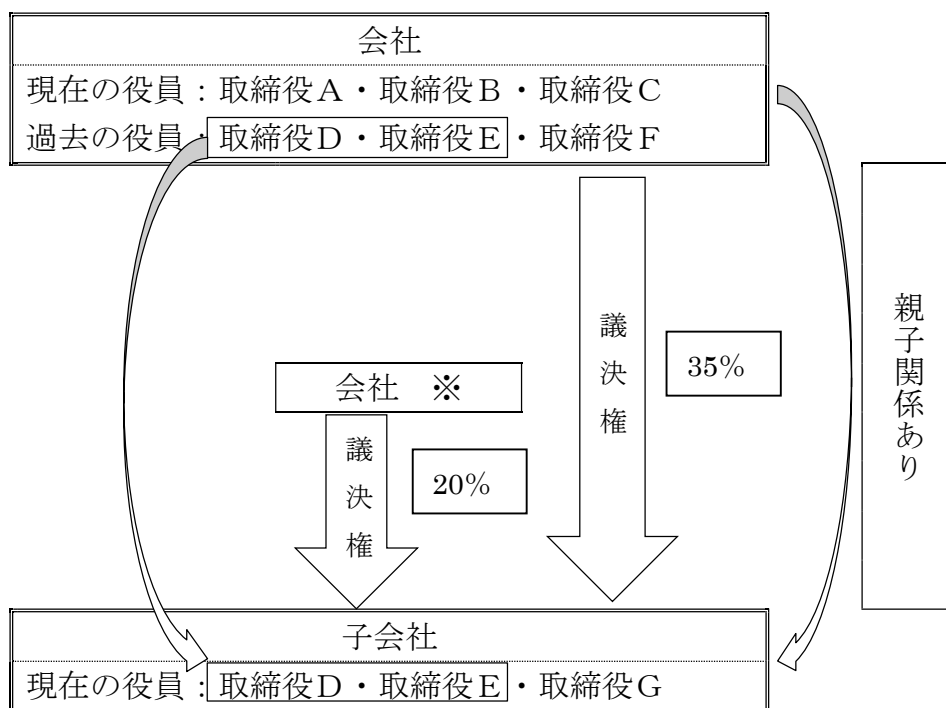 会社
現在の役員：取締役A・取締役B・取締役C
過去の役員：取締役D・取締役E・取締役F
親子関係あり
議決権
35%
会社　※
議決権
20%
子会社
現在の役員：取締役D・取締役E・取締役G